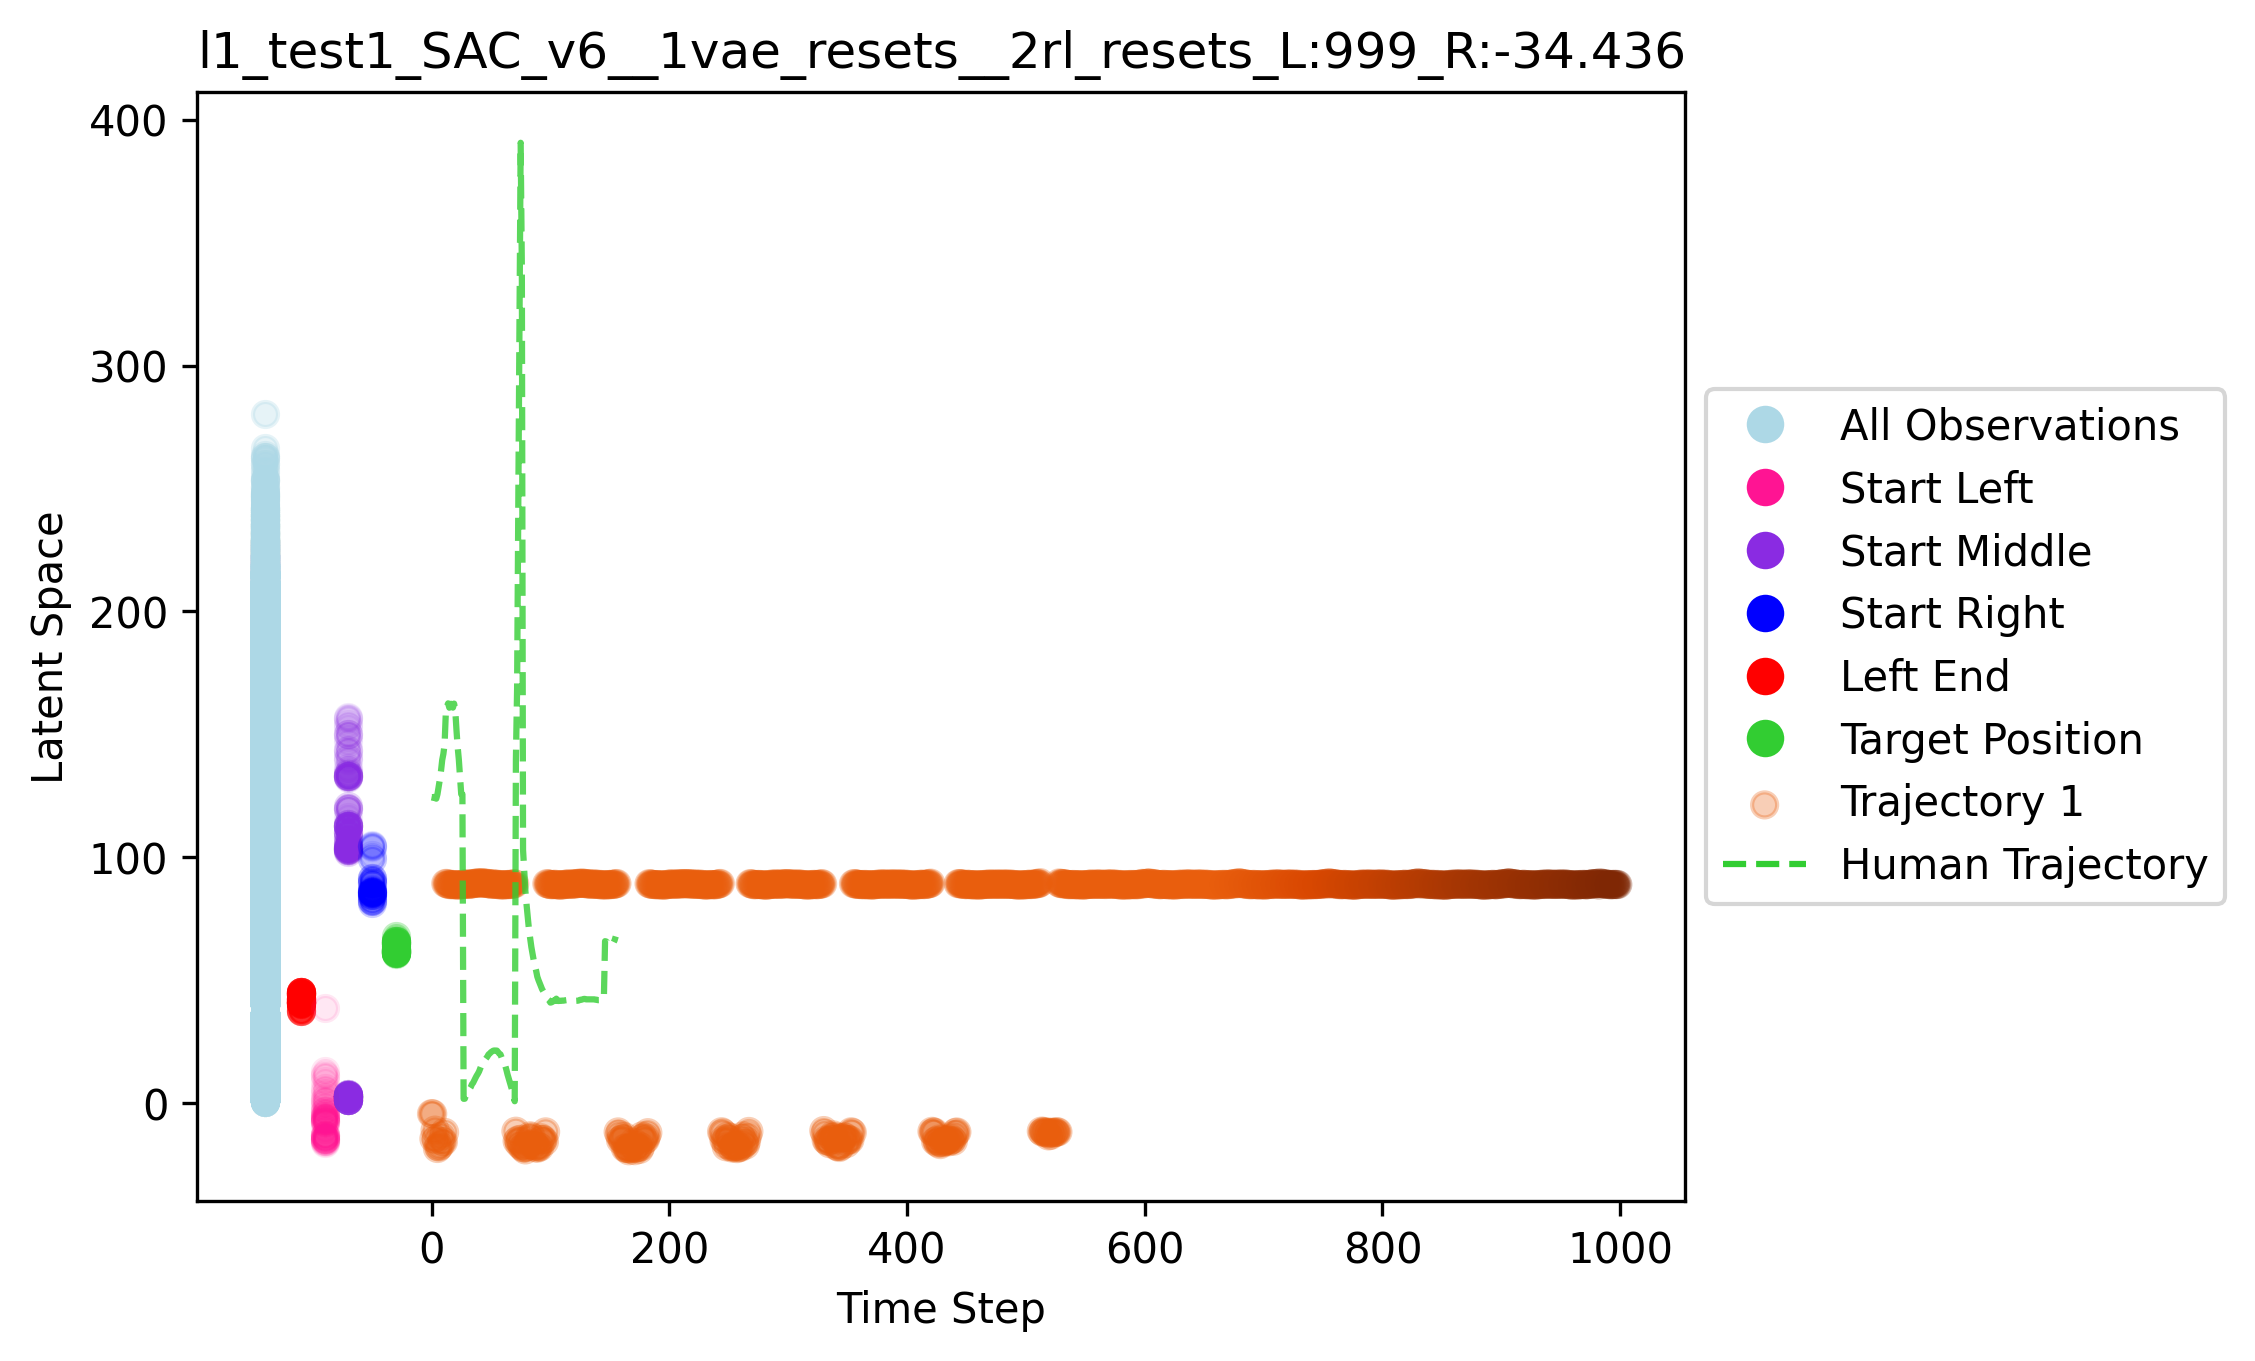 l1_test1_SAC_v6__1vae_resets__2rl_resets_L:999_R:-34.436
400
300
200
100
0
Latent Space
0 200 400 600 800 1000
Time Step
All Observations
Start Left
Start Middle
Start Right
Left End
Target Position
Trajectory 1
Human Trajectory